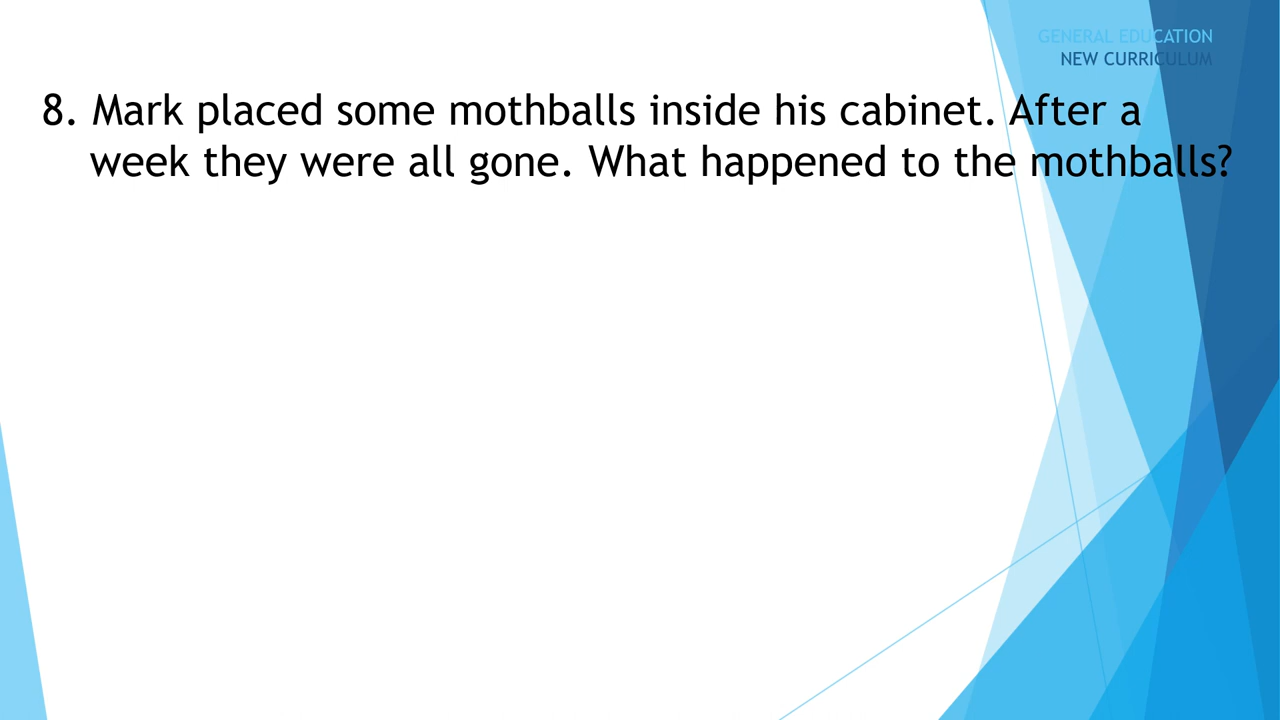 GENERAL EDUCATION
NEW CURRICULUM
8. Mark placed some mothballs inside his cabinet. After a
week they were all gone. What happened to the mothballs?